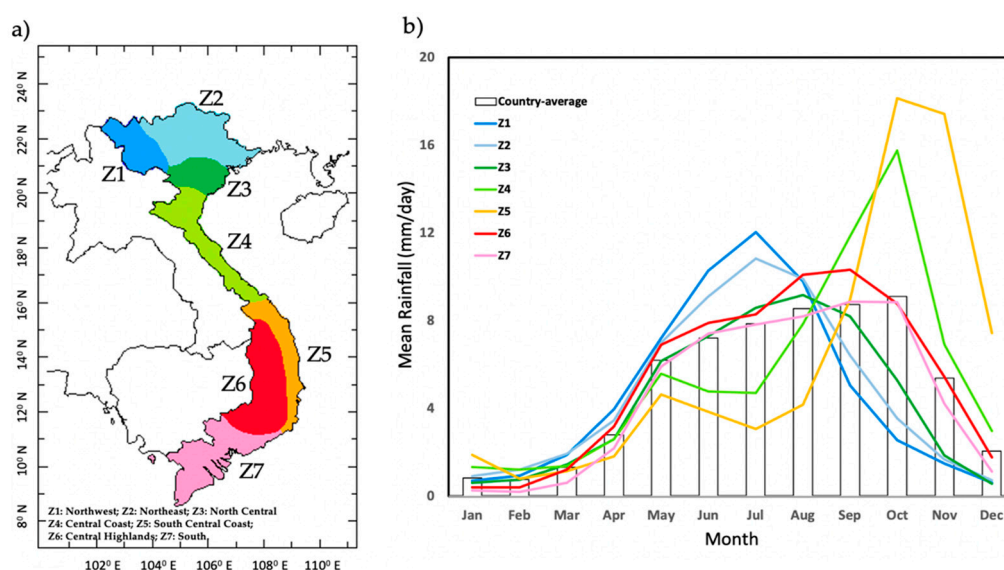 a)
24° N
22° N
20° N
18° N
16° N
14° N
12° N
10° N
8° N
Z2
Z1
Z3
Z4
Z5
Z6
Z7
Z1: Northwest; Z2: Northeast; Z3: North Central
Z4: Central Coast; Z5: South Central Coast;
Z6: Central Highlands; Z7: South.
102° E 104° E 106° E 108° E 110° E
b)
20
16
12
8
4
0
Mean Rainfall (mm/day)
Country-average
Z1
Z2
Z3
Z4
Z5
Z6
Z7
Jan Feb Mar Apr May Jun Jul Aug Sep Oct Nov Dec
Month